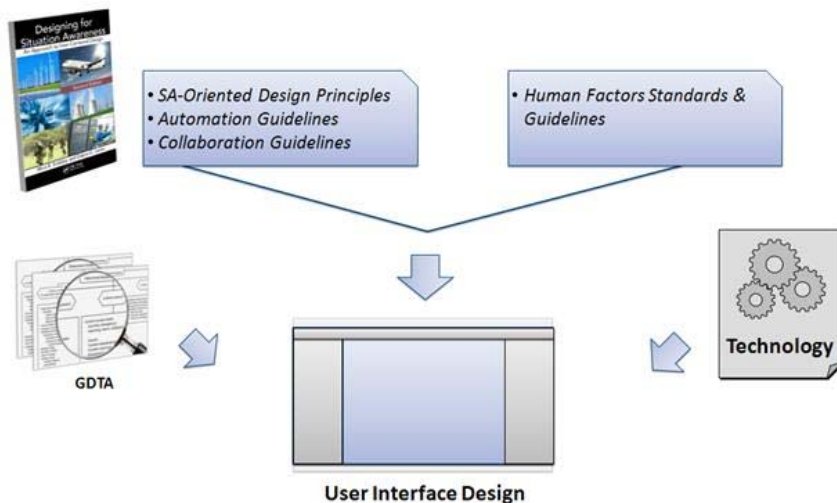 Designing for
Situation Awareness
• SA-Oriented Design Principles
• Automation Guidelines
• Collaboration Guidelines
• Human Factors Standards &
Guidelines
GDTA
Technology
User Interface Design